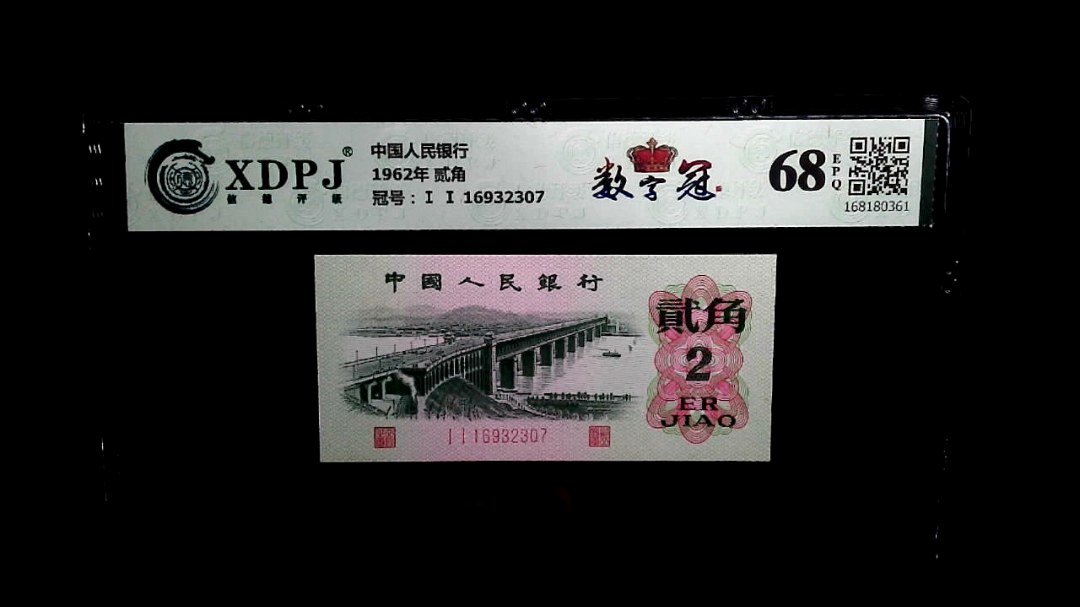 XDPJ®
信德评级
中国人民银行
1962年 贰角
冠号：Ⅰ Ⅰ 16932307
数字冠
68
EPQ
168180361
中國人民銀行
貳角
2
ER
JIAO
Ⅰ Ⅰ 16932307